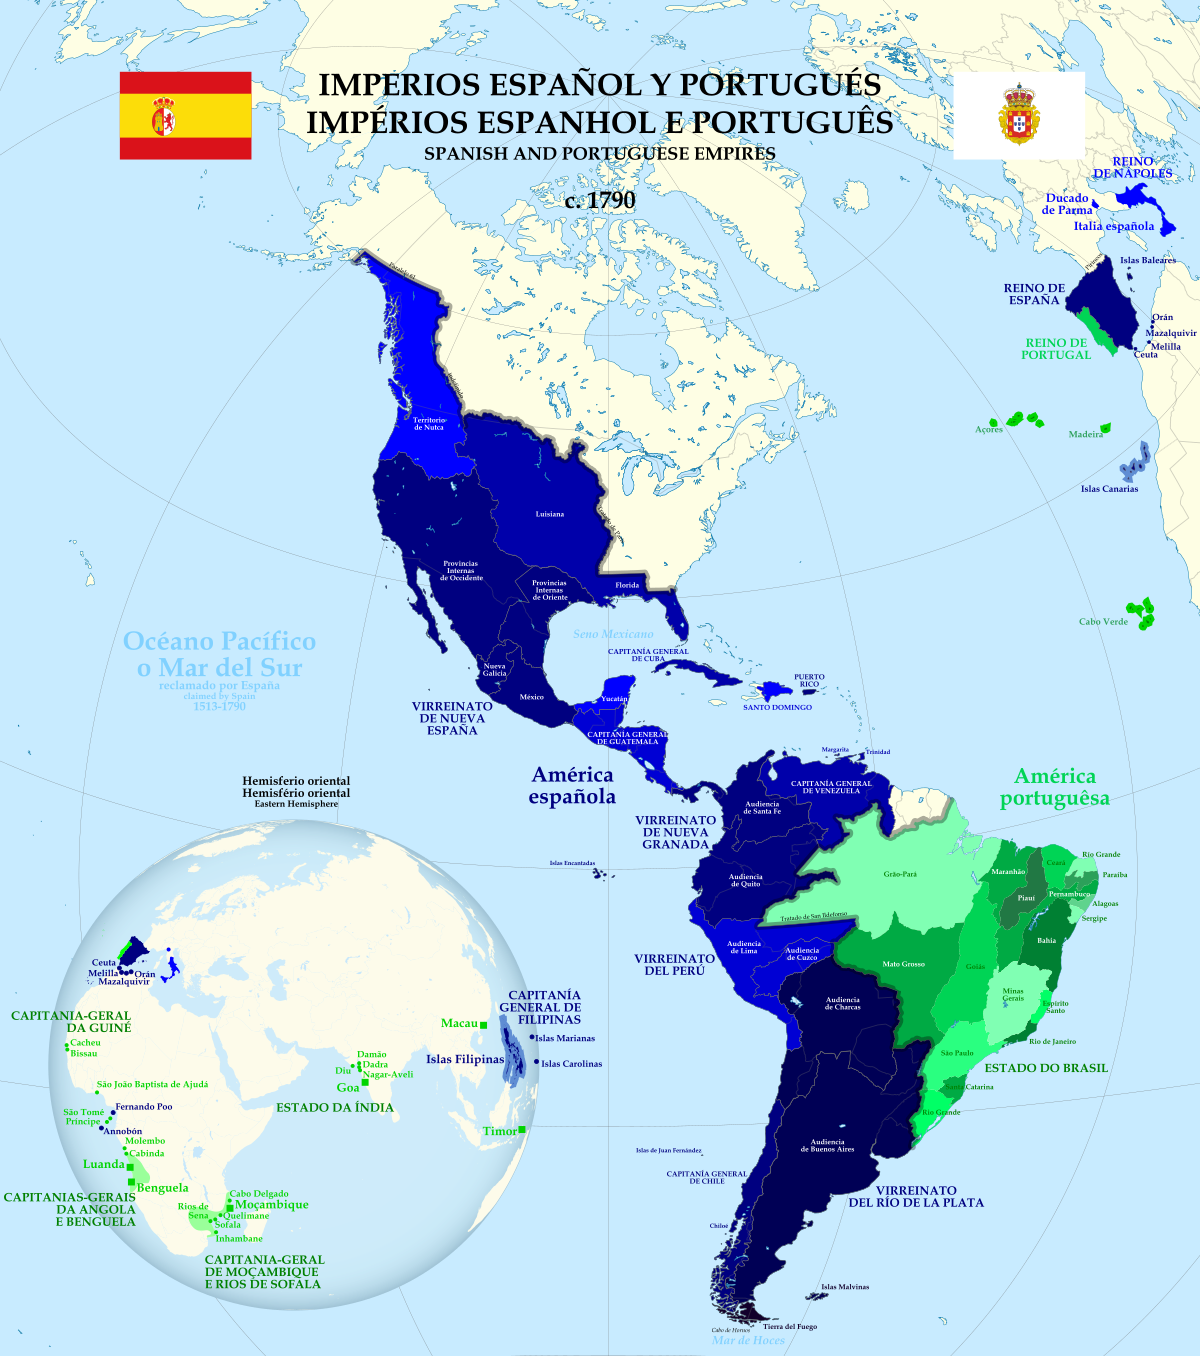 IMPERIOS ESPAÑOL Y PORTUGUÉS
IMPÉRIOS ESPANHOL E PORTUGUÊS
SPANISH AND PORTUGUESE EMPIRES
c. 1790
REINO
DE NÁPOLES
Ducado
de Parma
Italia española
Islas Baleares
Pirineos
REINO DE
ESPAÑA
Orán
Mazalquivir
Melilla
Ceuta
REINO DE
PORTUGAL
Açores
Madeira
Islas Canarias
Cabo Verde
Paralelo 61
Territorio
de Nutca
Luisiana
Provincias
Internas
de Occidente
Provincias
Internas
de Oriente
Florida
Seno Mexicano
Nueva
Galicia
México
Yucatán
CAPITANÍA GENERAL
DE CUBA
PUERTO
RICO
SANTO DOMINGO
VIRREINATO
DE NUEVA
ESPAÑA
CAPITANÍA GENERAL
DE GUATEMALA
Océano Pacífico
o Mar del Sur
reclamado por España
claimed by Spain
1513-1790
América
española
América
portuguêsa
Margarita
Trinidad
CAPITANÍA GENERAL
DE VENEZUELA
Audiencia
de Santa Fe
VIRREINATO
DE NUEVA
GRANADA
Islas Encantadas
Audiencia
de Quito
Grão-Pará
Tratado de San Ildefonso
Maranhão
Ceará
Rio Grande
Paraíba
Piauí
Pernambuco
Alagoas
Sergipe
Bahia
VIRREINATO
DEL PERÚ
Audiencia
de Lima
Audiencia
de Cuzco
Mato Grosso
Goiás
Minas
Gerais
Espírito
Santo
Audiencia
de Charcas
Rio de Janeiro
São Paulo
ESTADO DO BRASIL
Santa Catarina
Rio Grande
Audiencia
de Buenos Aires
Islas de Juan Fernández
CAPITANÍA GENERAL
DE CHILE
VIRREINATO
DEL RÍO DE LA PLATA
Chiloé
Islas Malvinas
Tierra del Fuego
Cabo de Hornos
Mar de Hoces
Hemisferio oriental
Hemisfério oriental
Eastern Hemisphere
Ceuta
Melilla
Orán
Mazalquivir
CAPITANIA-GERAL
DA GUINÉ
Cacheu
Bissau
São João Baptista de Ajudá
Fernando Poo
São Tomé
Príncipe
Annobón
Molembo
Cabinda
Luanda
Benguela
CAPITANIAS-GERAIS
DA ANGOLA
E BENGUELA
Cabo Delgado
Moçambique
Rios de
Sena
Quelimane
Sofala
Inhambane
CAPITANIA-GERAL
DE MOÇAMBIQUE
E RIOS DE SOFALA
Damão
Dadra
Diu
Nagar-Aveli
Goa
ESTADO DA ÍNDIA
Macau
CAPITANÍA
GENERAL DE
FILIPINAS
Islas Marianas
Islas Filipinas
Islas Carolinas
Timor